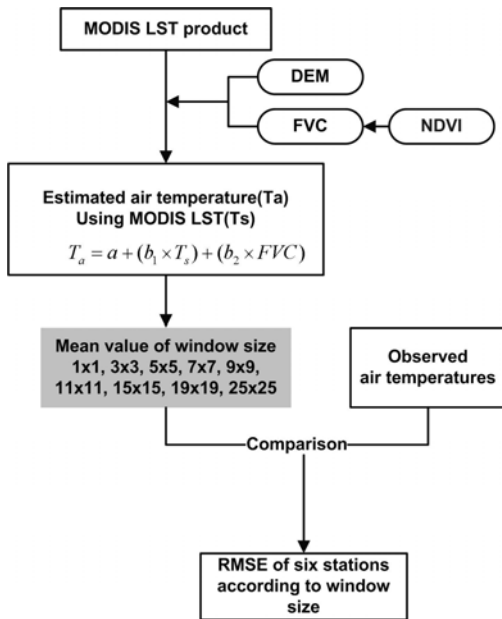 MODIS LST product
DEM
FVC
NDVI
Estimated air temperature(Ta)
Using MODIS LST(Ts)
T_a = a + (b_1 × T_s) + (b_2 × FVC)
Mean value of window size
1x1, 3x3, 5x5, 7x7, 9x9,
11x11, 15x15, 19x19, 25x25
Observed
air temperatures
Comparison
RMSE of six stations
according to window
size